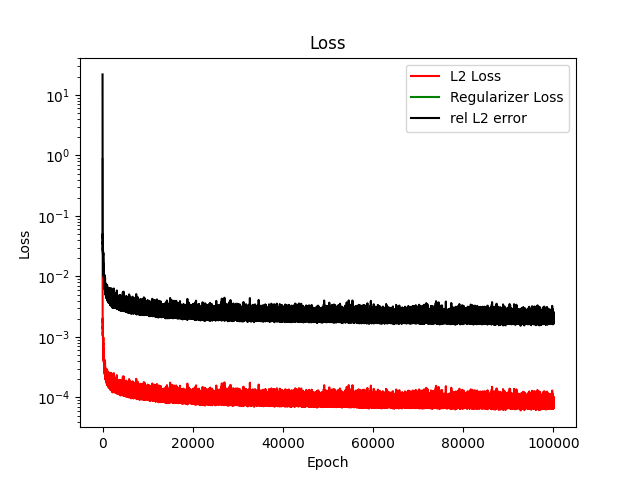 Loss
L2 Loss
Regularizer Loss
rel L2 error
10¹
10⁰
10⁻¹
10⁻²
10⁻³
10⁻⁴
Loss
0 20000 40000 60000 80000 100000
Epoch